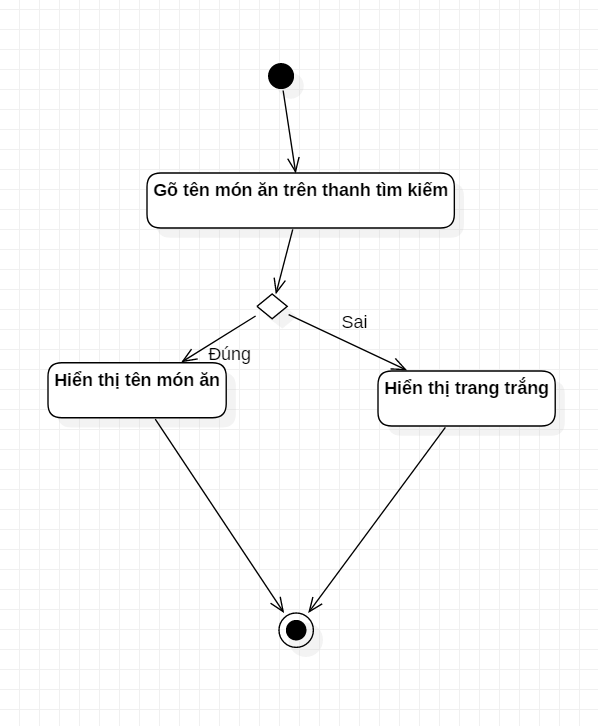 Gõ tên món ăn trên thanh tìm kiếm
Sai
Đúng
Hiển thị tên món ăn
Hiển thị trang trắng